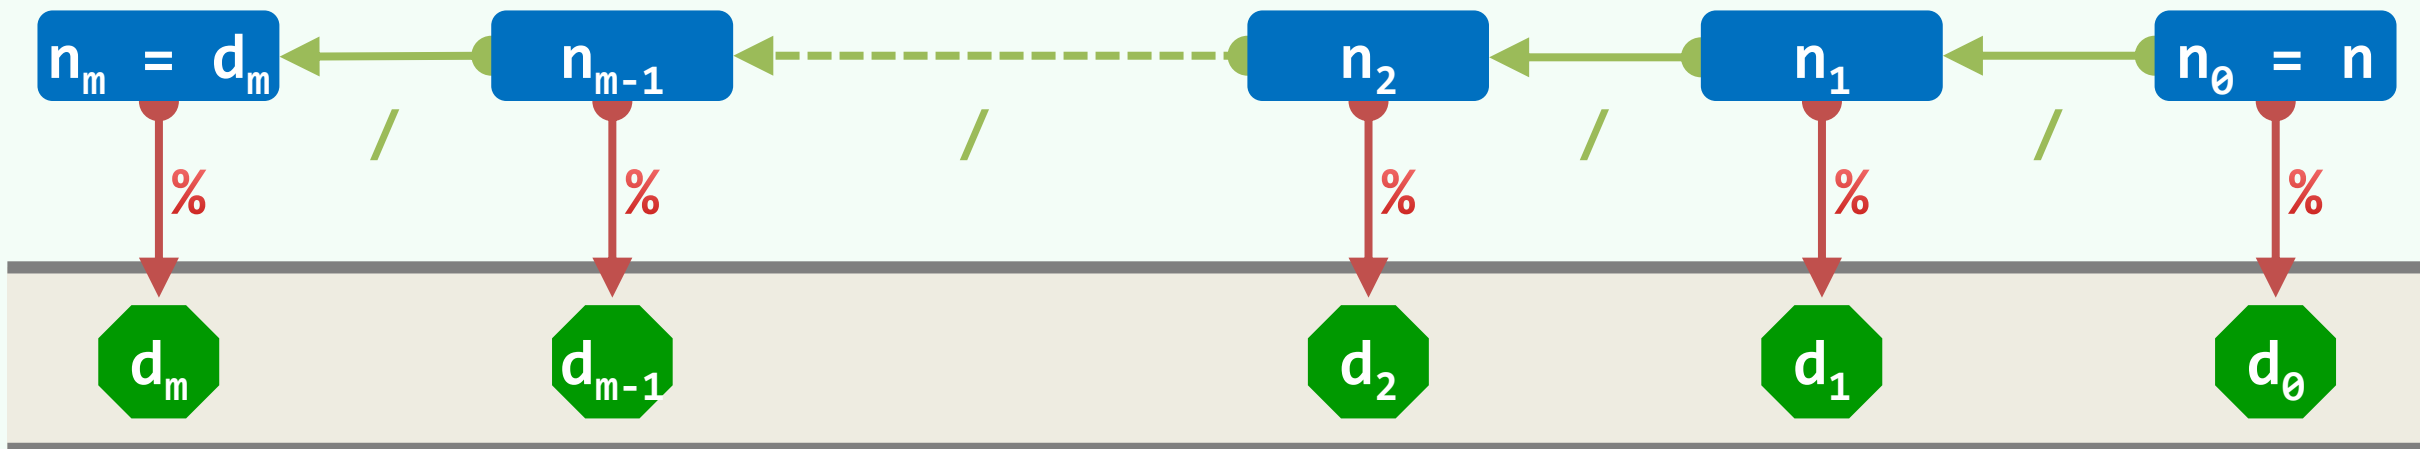 nₘ = dₘ nₘ₋₁ n₂ n₁ n₀ = n
/ / / /
% % % % %
dₘ dₘ₋₁ d₂ d₁ d₀